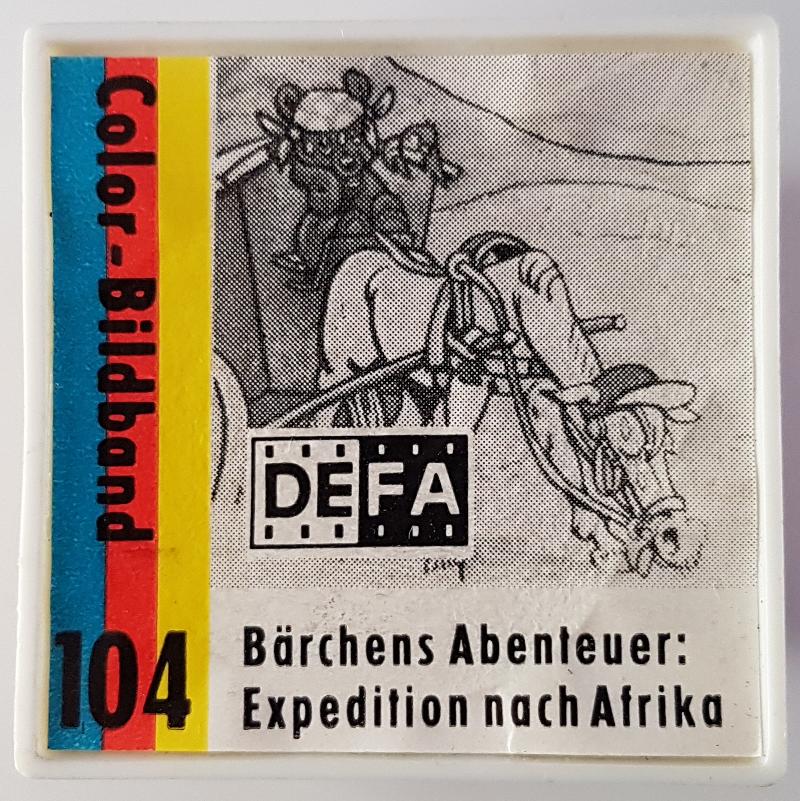 Color-Bildband
DEFA
104
Bärchens Abenteuer:
Expedition nach Afrika